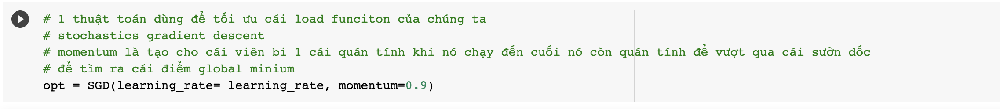 # 1 thuật toán dùng để tối ưu cái load funciton của chúng ta
# stochastics gradient descent
# momentum là tạo cho cái viên bi 1 cái quán tính khi nó chạy đến cuối nó còn quán tính để vượt qua cái sườn dốc
# để tìm ra cái điểm global minium
opt = SGD(learning_rate= learning_rate, momentum=0.9)